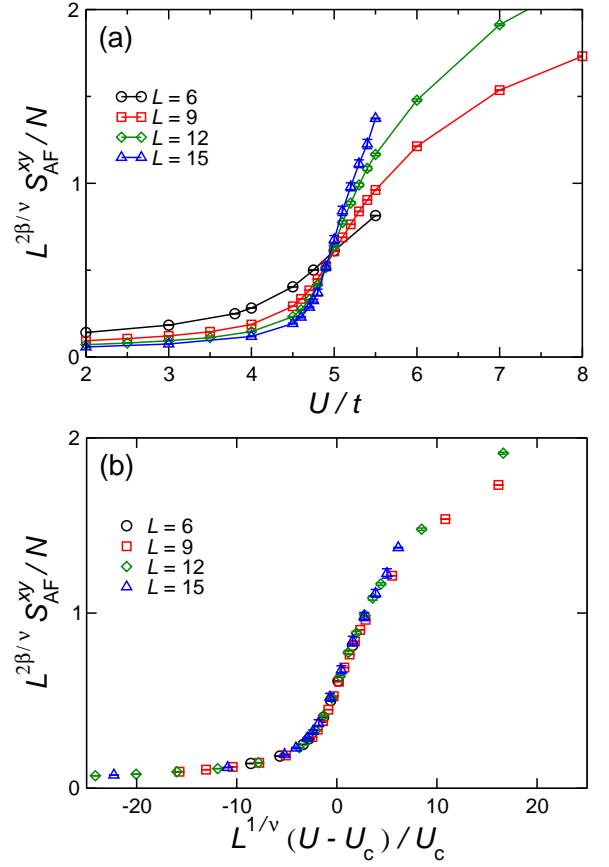 (a)
L = 6
L = 9
L = 12
L = 15
L^{2β/ν} S_{AF}^{xy} / N
0
1
2
2 3 4 5 6 7 8
U / t
(b)
L = 6
L = 9
L = 12
L = 15
L^{2β/ν} S_{AF}^{xy} / N
0
1
2
-20 -10 0 10 20
L^{1/ν} (U - U_c) / U_c